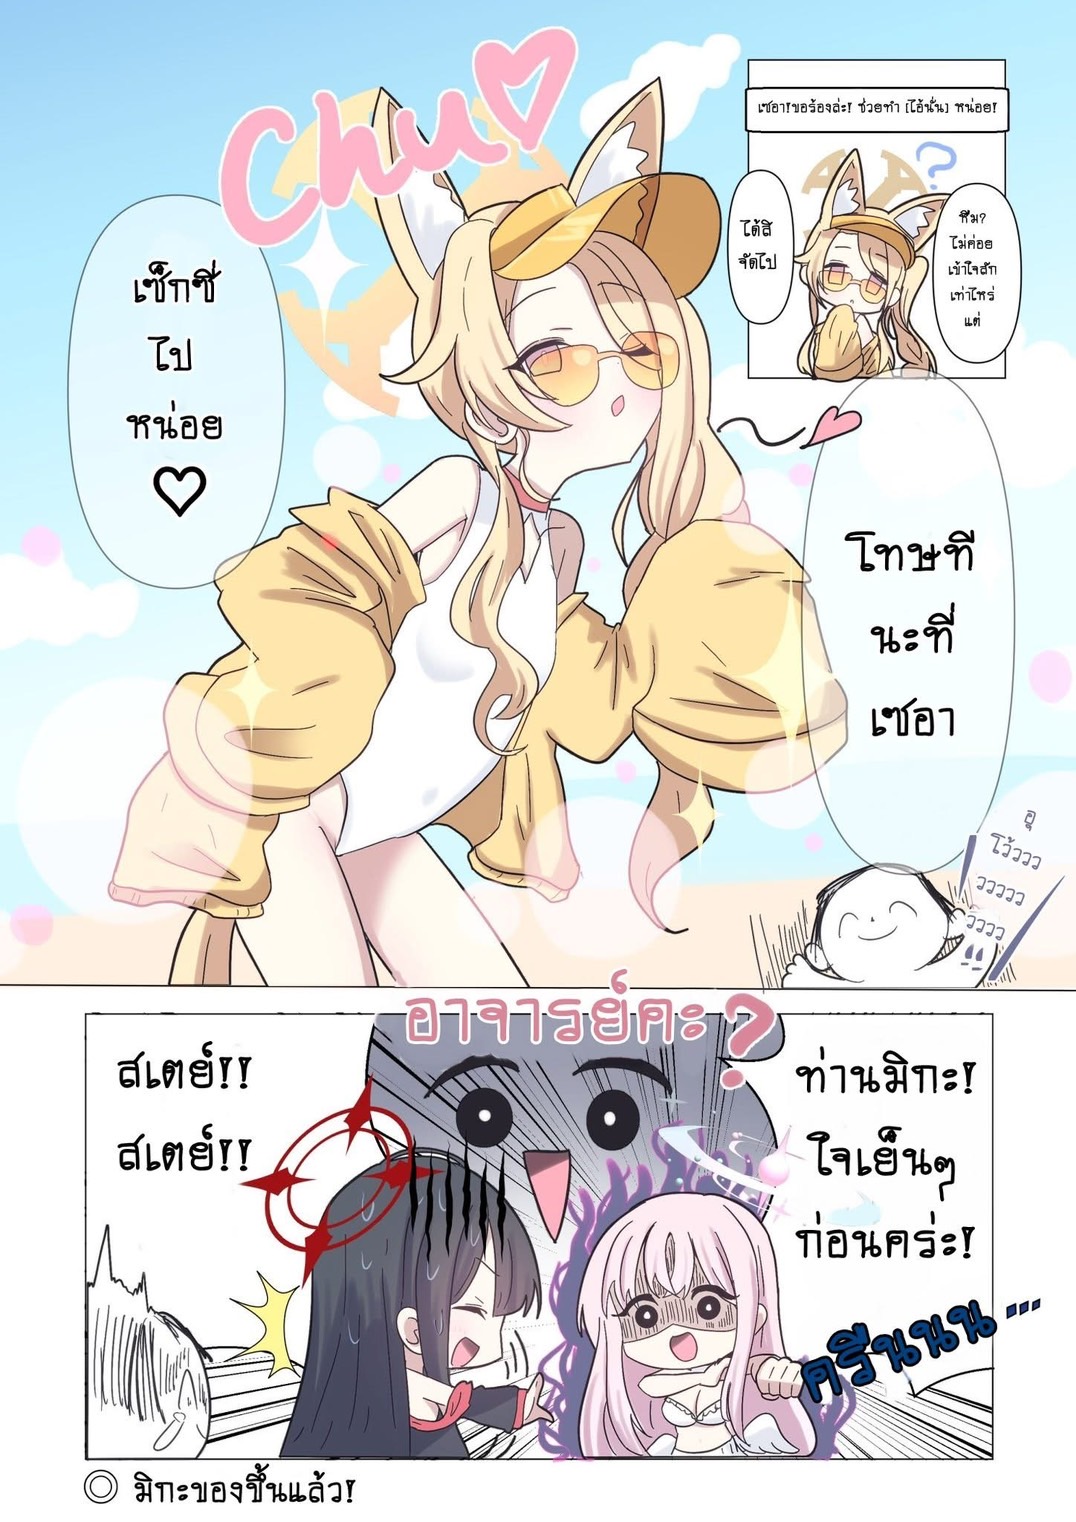 เซอา!ขอร้องล่ะ! ช่วยทำ [ไอ้นั่น] หน่อย!
?
หืม?
ไม่ค่อย
เข้าใจสัก
เท่าไหร่
แต่
ได้สิ
จัดไป
Chu♡
เซ็กซี่
ไป
หน่อย
♡
โทษที
นะที่
เซอา
อุ
โว้ววว
ววววว
วววว
อาจารย์คะ?
สเตย์!!
สเตย์!!
ท่านมิกะ!
ใจเย็นๆ
ก่อนคร่ะ!
ครืนนน...
◎ มิกะของขึ้นแล้ว!